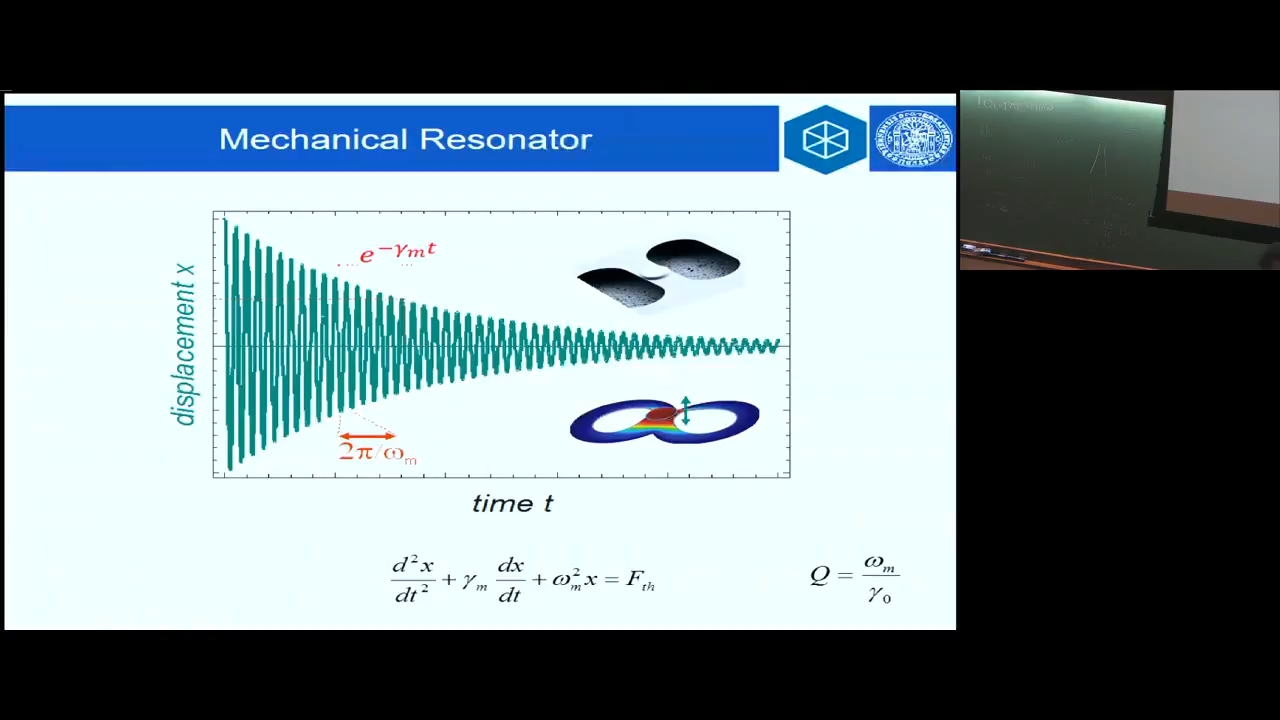 Mechanical Resonator
e^{-γ_m t}
displacement x
2π/ω_m
time t
d²x/dt² + γ_m dx/dt + ω_m² x = F_th
Q = ω_m/γ_0